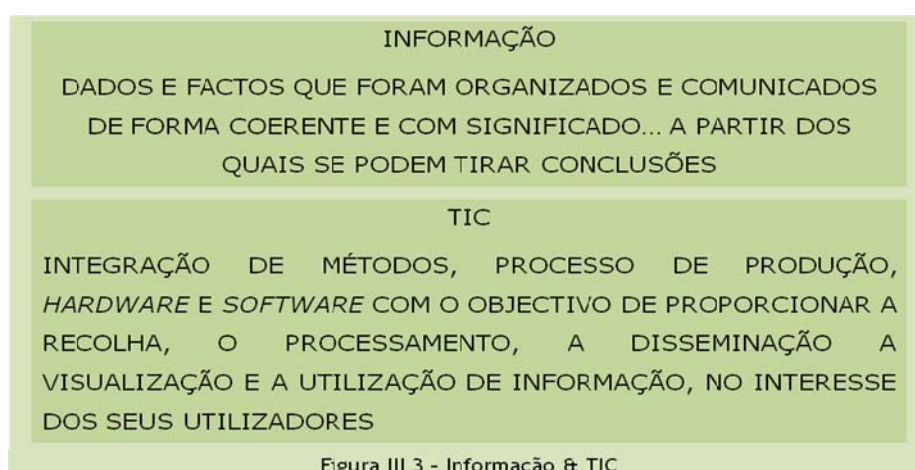 INFORMAÇÃO
DADOS E FACTOS QUE FORAM ORGANIZADOS E COMUNICADOS
DE FORMA COERENTE E COM SIGNIFICADO... A PARTIR DOS
QUAIS SE PODEM TIRAR CONCLUSÕES
TIC
INTEGRAÇÃO DE MÉTODOS, PROCESSO DE PRODUÇÃO,
HARDWARE E SOFTWARE COM O OBJECTIVO DE PROPORCIONAR A
RECOLHA, O PROCESSAMENTO, A DISSEMINAÇÃO A
VISUALIZAÇÃO E A UTILIZAÇÃO DE INFORMAÇÃO, NO INTERESSE
DOS SEUS UTILIZADORES
Figura III.3 - Informação & TIC